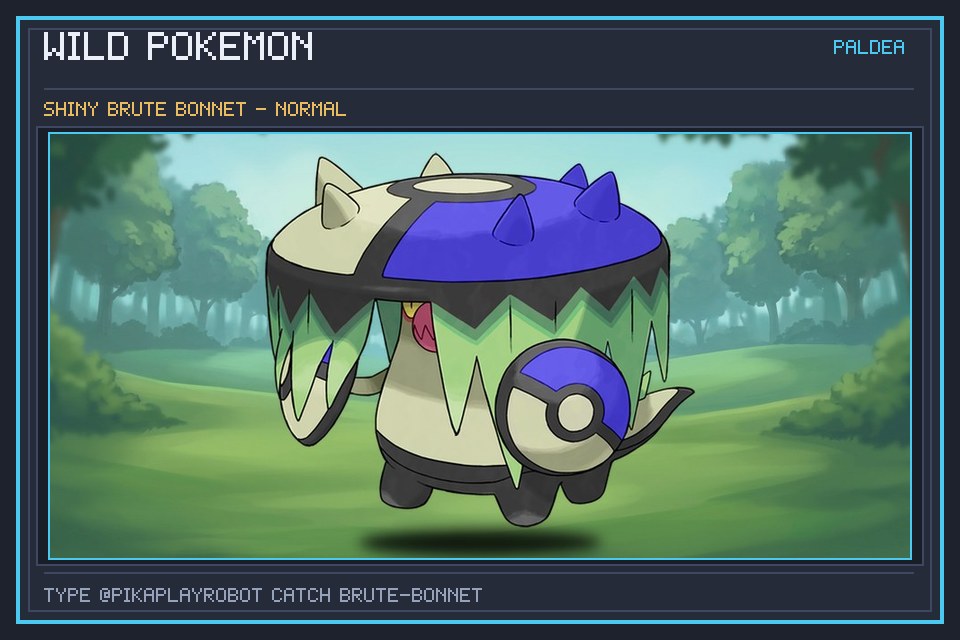 WILD POKEMON
PALDEA
SHINY BRUTE BONNET - NORMAL
TYPE @PIKAPLAYROBOT CATCH BRUTE-BONNET